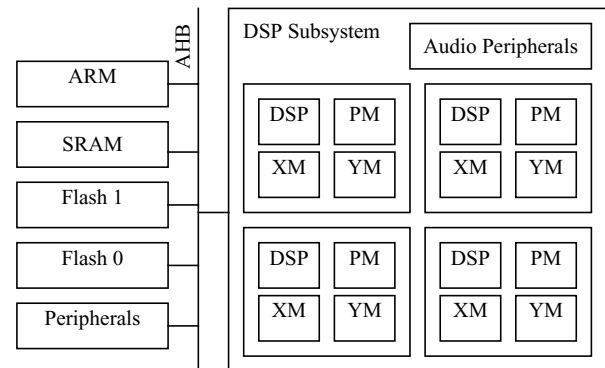 AHB
ARM
SRAM
Flash 1
Flash 0
Peripherals
DSP Subsystem
Audio Peripherals
DSP PM
XM YM
DSP PM
XM YM
DSP PM
XM YM
DSP PM
XM YM